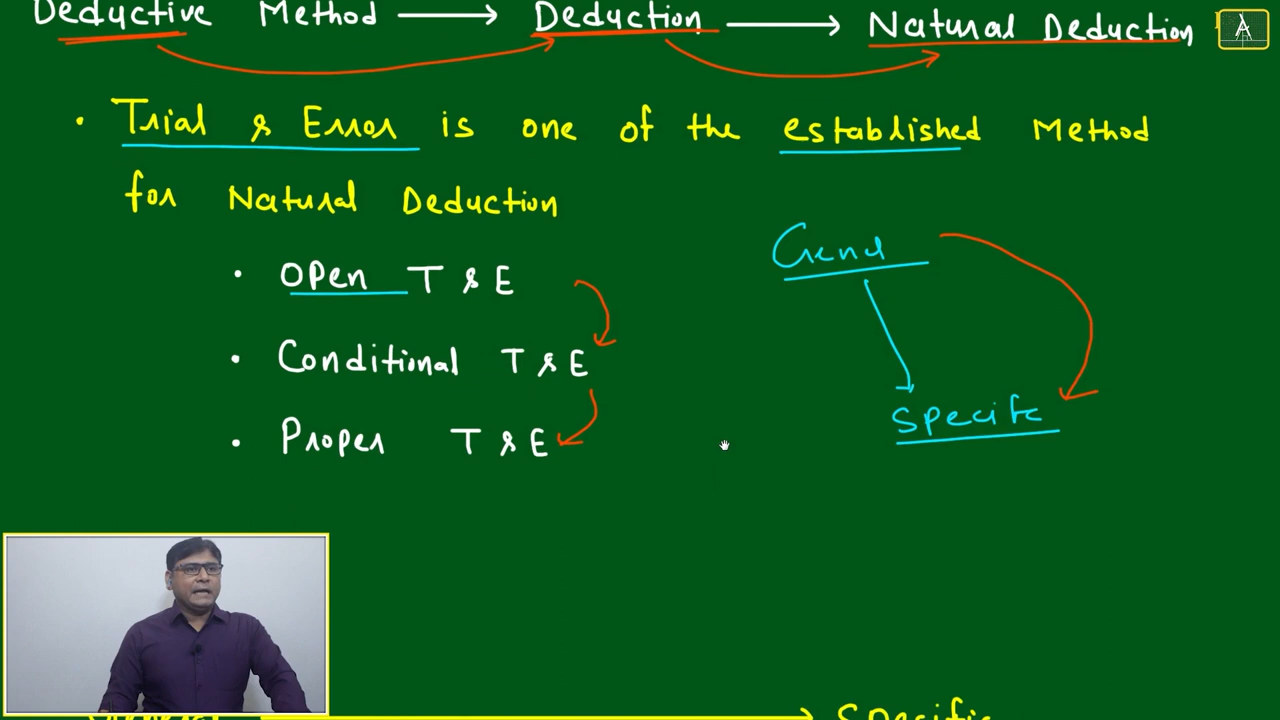 Deductive Method → Deduction → Natural Deduction
• Trial & Error is one of the established Method
for Natural Deduction
• Open T & E
• Conditional T & E
• Proper T & E
Specific